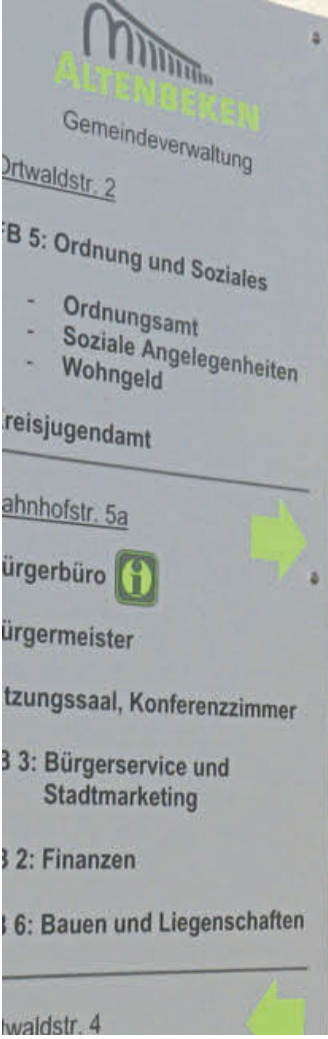 ALTENBEKEN
Gemeindeverwaltung
Ortwaldstr. 2
FB 5: Ordnung und Soziales
- Ordnungsamt
- Soziale Angelegenheiten
- Wohngeld
reisjugendamt
ahnhofstr. 5a
ürgerbüro i
ürgermeister
tzungssaal, Konferenzzimmer
B 3: Bürgerservice und
Stadtmarketing
B 2: Finanzen
B 6: Bauen und Liegenschaften
twaldstr. 4